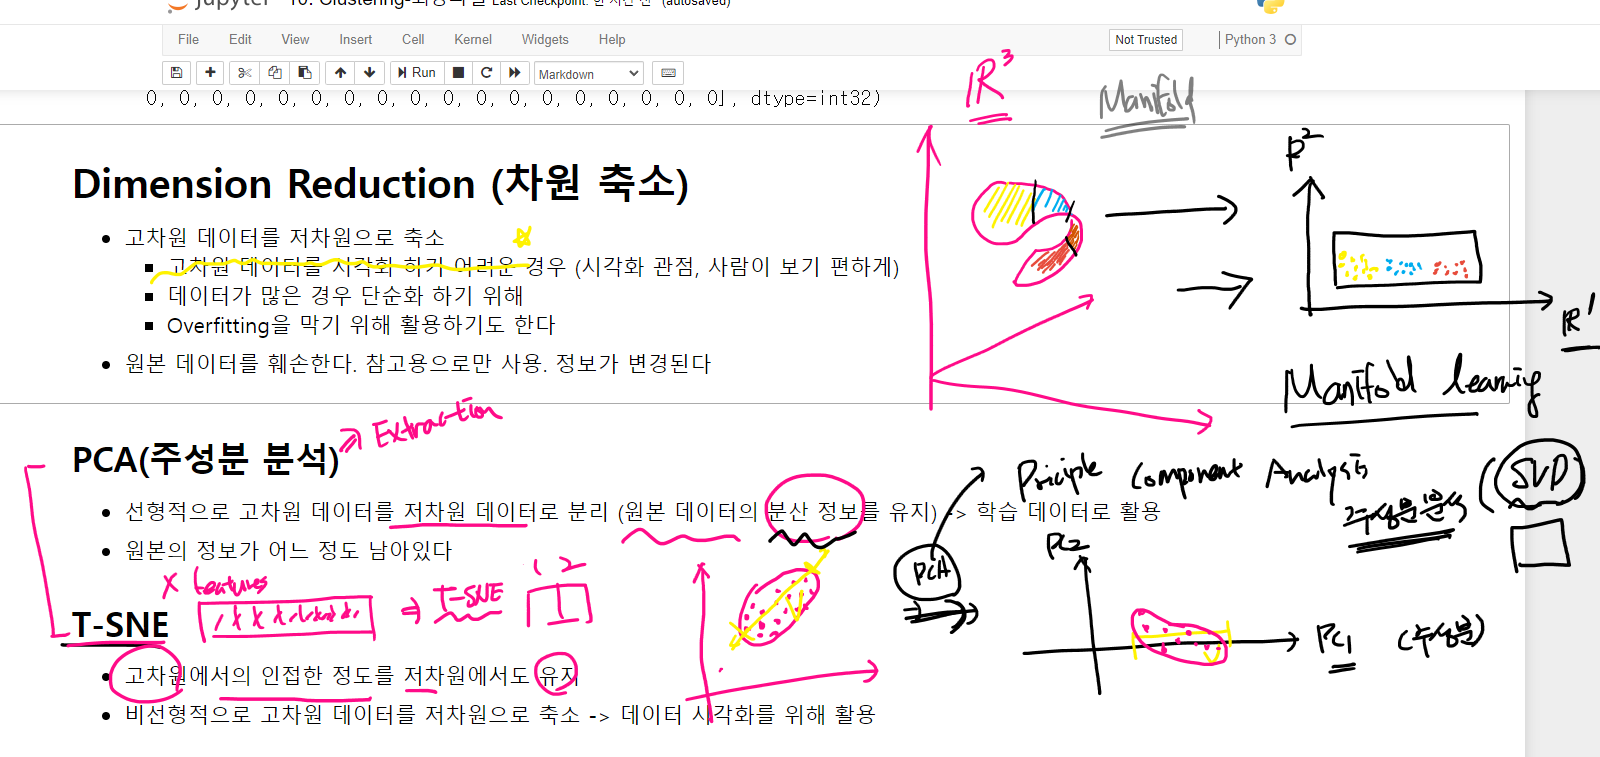 jupyter 10. Clustering- Last Checkpoint: 한 시간 전 (autosaved)
File Edit View Insert Cell Kernel Widgets Help
Not Trusted Python 3
Run Markdown
0, 0, 0, 0, 0, 0, 0, 0, 0, 0, 0, 0, 0, 0, 0, 0, 0, 0], dtype=int32)
ℝ³
Manifold
R²
Dimension Reduction (차원 축소)
고차원 데이터를 저차원으로 축소
고차원 데이터를 시각화 하기 어려운 경우 (시각화 관점, 사람이 보기 편하게)
데이터가 많은 경우 단순화 하기 위해
Overfitting을 막기 위해 활용하기도 한다
원본 데이터를 훼손한다. 참고용으로만 사용. 정보가 변경된다
ℝ¹
Manifold learning
Extraction
PCA(주성분 분석)
Priciple Component Analysis (SVD)
주성분분석
선형적으로 고차원 데이터를 저차원 데이터로 분리 (원본 데이터의 분산 정보를 유지) -> 학습 데이터로 활용
원본의 정보가 어느 정도 남아있다
PCA
PC2
X features
T-SNE
1 2
T-SNE
PC1 (주성분)
고차원에서의 인접한 정도를 저차원에서도 유지
비선형적으로 고차원 데이터를 저차원으로 축소 -> 데이터 시각화를 위해 활용